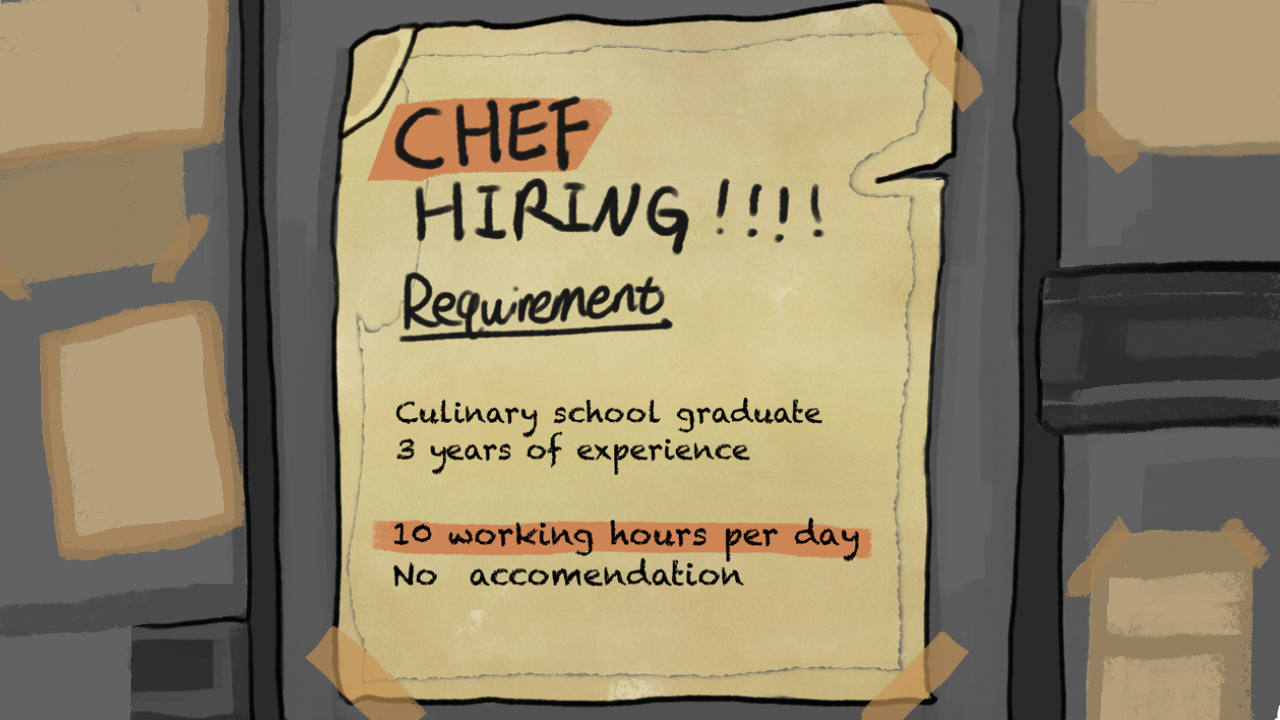 CHEF
HIRING !!!!
Requirement
Culinary school graduate
3 years of experience
10 working hours per day
No accomendation